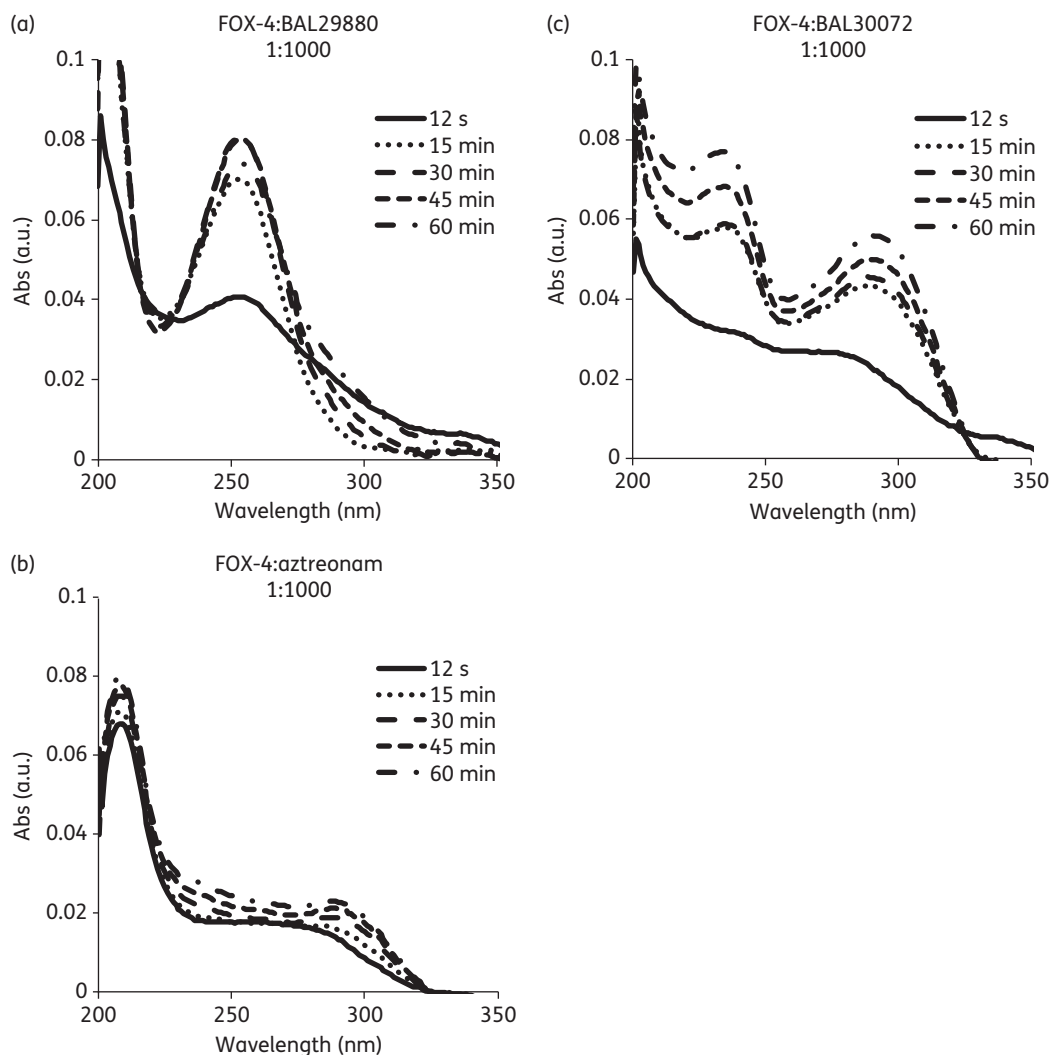 (a)
FOX-4:BAL29880
1:1000
0.1
0.08
0.06
0.04
0.02
0
Abs (a.u.)
12 s
15 min
30 min
45 min
60 min
200
250
300
350
Wavelength (nm)
(c)
FOX-4:BAL30072
1:1000
0.1
0.08
0.06
0.04
0.02
0
Abs (a.u.)
12 s
15 min
30 min
45 min
60 min
200
250
300
350
Wavelength (nm)
(b)
FOX-4:aztreonam
1:1000
0.1
0.08
0.06
0.04
0.02
0
Abs (a.u.)
12 s
15 min
30 min
45 min
60 min
200
250
300
350
Wavelength (nm)